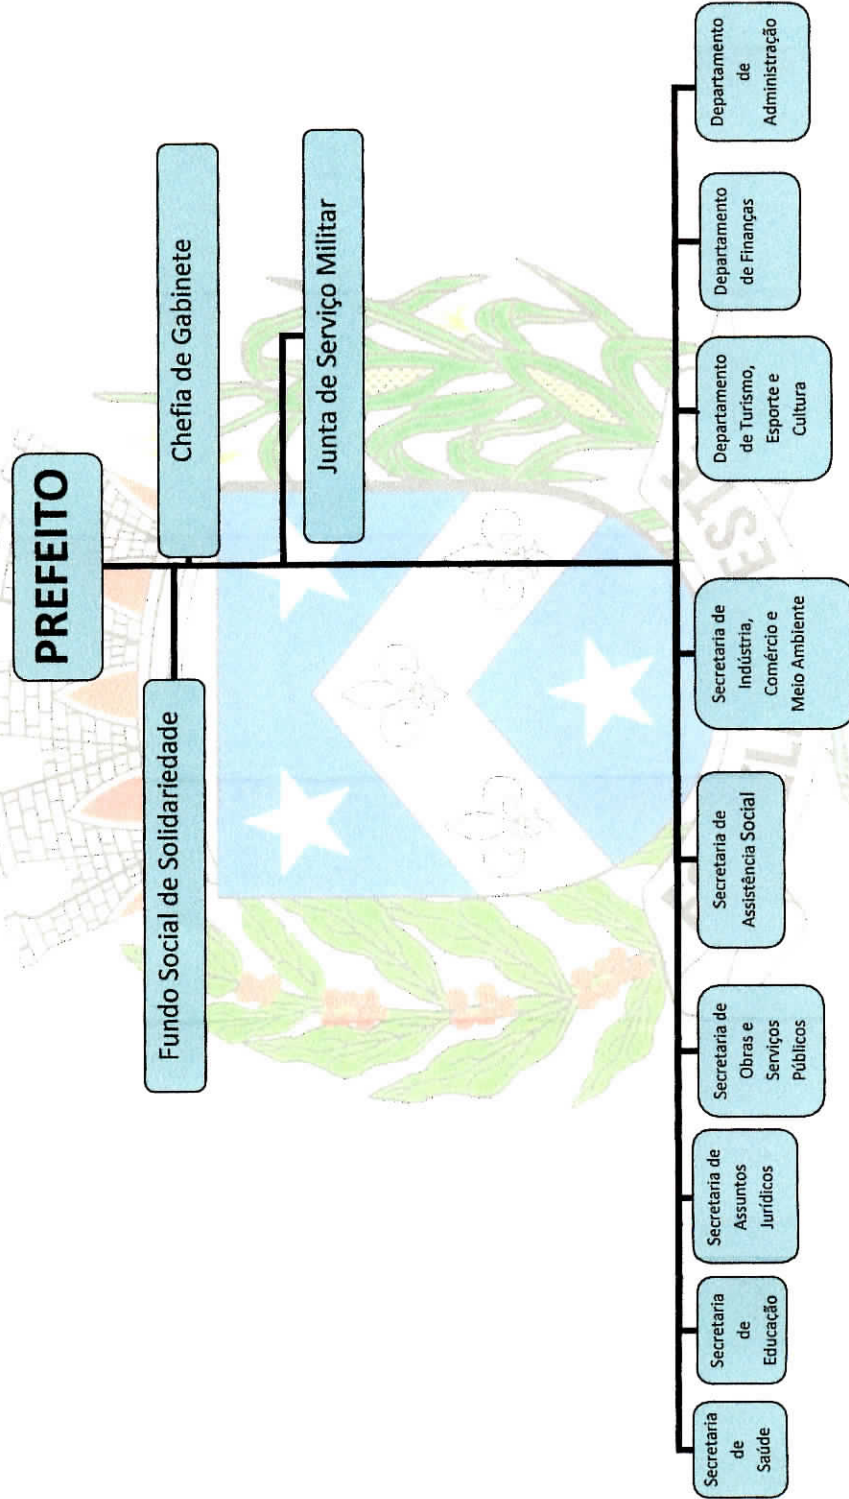 PREFEITO
Fundo Social de Solidariedade
Chefia de Gabinete
Junta de Serviço Militar
Secretaria
de
Saúde
Secretaria
de
Educação
Secretaria de
Assuntos
Jurídicos
Secretaria de
Obras e
Serviços
Públicos
Secretaria de
Assistência Social
Secretaria de
Indústria,
Comércio e
Meio Ambiente
Departamento
de Turismo,
Esporte e
Cultura
Departamento
de Finanças
Departamento
de
Administração